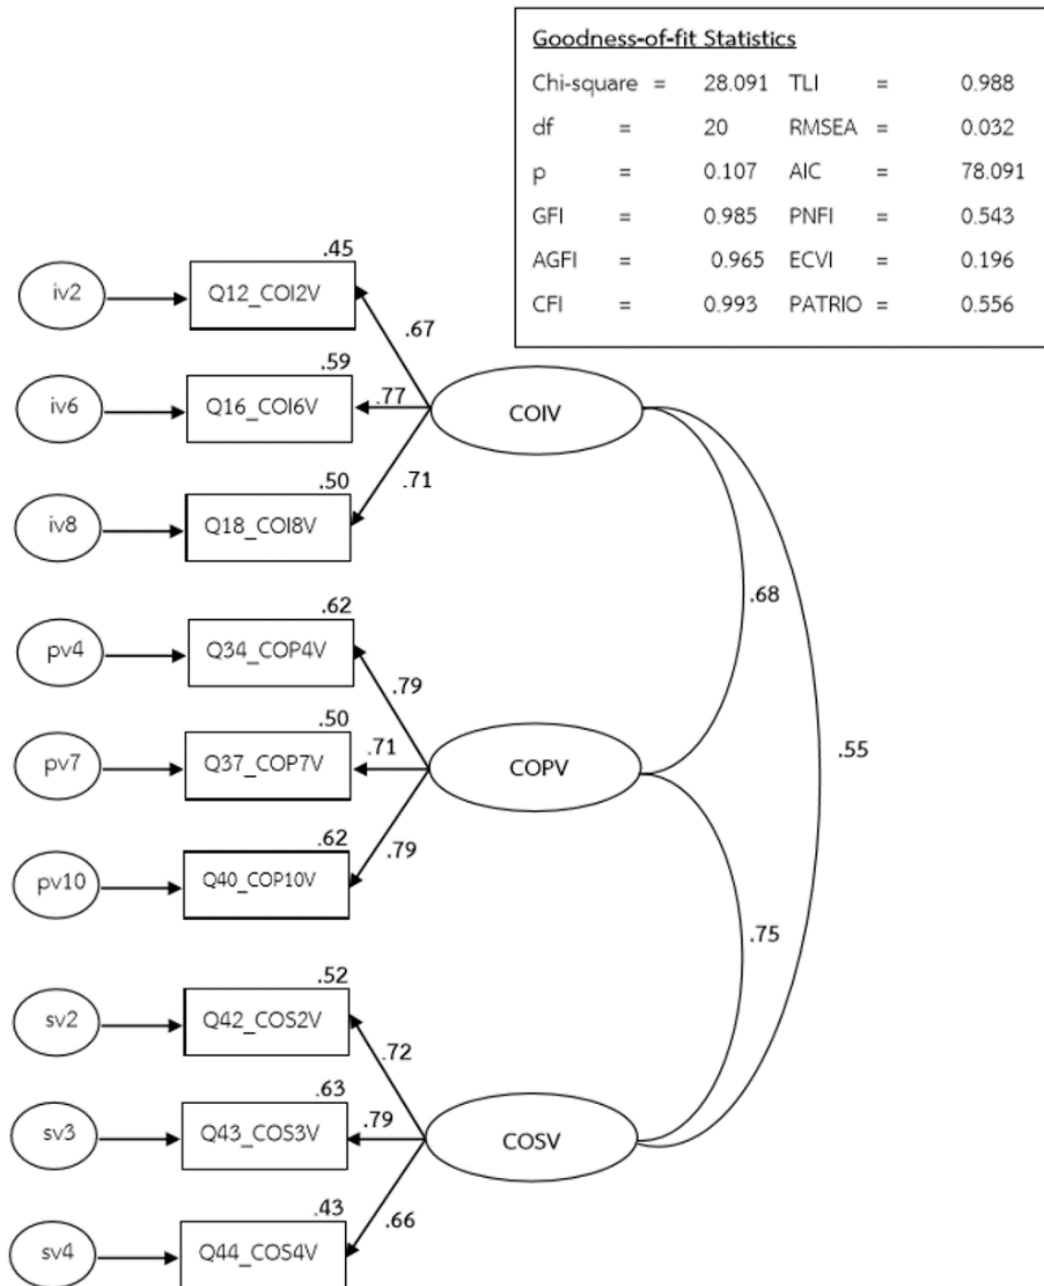 Goodness-of-fit Statistics
Chi-square = 28.091 TLI = 0.988
df = 20 RMSEA = 0.032
p = 0.107 AIC = 78.091
GFI = 0.985 PNFI = 0.543
AGFI = 0.965 ECVI = 0.196
CFI = 0.993 PATRIO = 0.556
.45
iv2 Q12_COI2V
.67
.59
iv6 Q16_COI6V .77 COIV
.50
.71
iv8 Q18_COI8V
.68
.62
pv4 Q34_COP4V
.79
.50
pv7 Q37_COP7V .71 COPV
.55
.62
.79
pv10 Q40_COP10V
.75
.52
sv2 Q42_COS2V
.72
.63
sv3 Q43_COS3V .79 COSV
.43
.66
sv4 Q44_COS4V